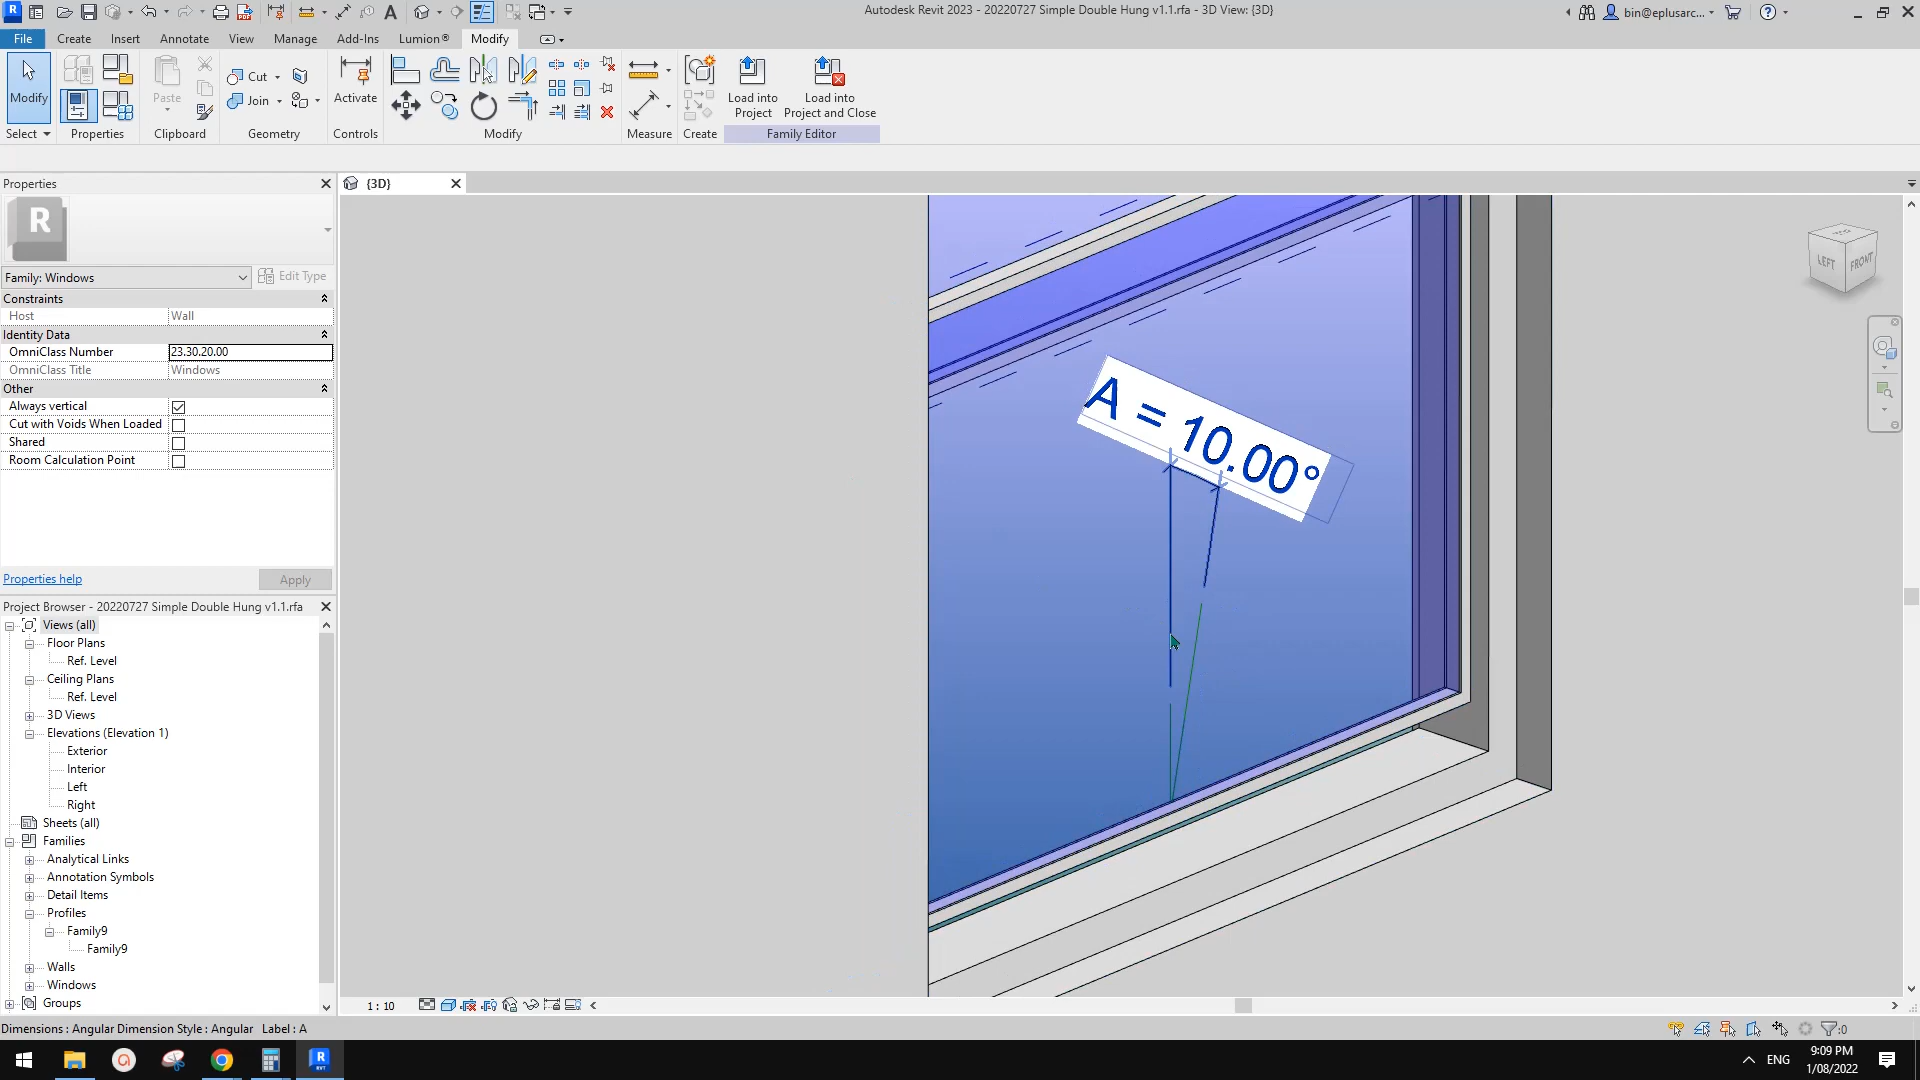 Autodesk Revit 2023 - 20220727 Simple Double Hung v1.1.rfa - 3D View: {3D}
bin@eplusarc...
File
Create
Insert
Annotate
View
Manage
Add-Ins
Lumion®
Modify
Modify
Paste
Cut
Join
Activate
Load into
Project
Load into
Project and Close
Select
Properties
Clipboard
Geometry
Controls
Modify
Measure
Create
Family Editor
Properties
{3D}
R
Family: Windows
Edit Type
Constraints
Host
Wall
Identity Data
OmniClass Number
23.30.20.00
OmniClass Title
Windows
Other
Always vertical
Cut with Voids When Loaded
Shared
Room Calculation Point
Properties help
Apply
Project Browser - 20220727 Simple Double Hung v1.1.rfa
Views (all)
Floor Plans
Ref. Level
Ceiling Plans
Ref. Level
3D Views
Elevations (Elevation 1)
Exterior
Interior
Left
Right
Sheets (all)
Families
Analytical Links
Annotation Symbols
Detail Items
Profiles
Family9
Family9
Walls
Windows
Groups
A = 10.00°
LEFT
FRONT
1 : 10
Dimensions : Angular Dimension Style : Angular   Label : A
:0
ENG
9:09 PM
1/08/2022